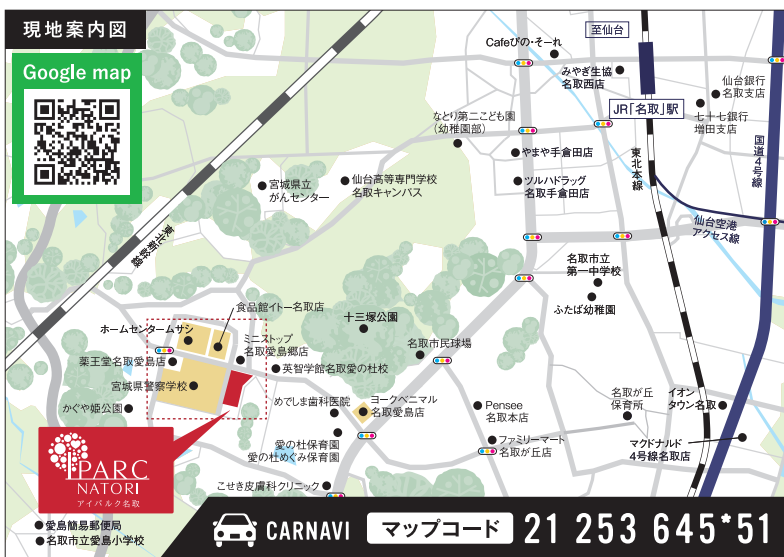 現地案内図
Google map
至仙台
Cafeぴの・そーれ
みやぎ生協
名取西店
仙台銀行
名取支店
JR「名取」駅
七十七銀行
増田支店
なとり第二こども園
(幼稚園部)
やまや手倉田店
ツルハドラッグ
名取手倉田店
東北本線
国道4号線
宮城県立
がんセンター
仙台高等専門学校
名取キャンパス
仙台空港
アクセス線
東北新幹線
名取市立
第一中学校
ふたば幼稚園
食品館イトー名取店
ホームセンタームサシ
ミニストップ
名取愛島郷店
十三塚公園
名取市民球場
薬王堂名取愛島店
英智学館名取愛の杜校
宮城県警察学校
かぐや姫公園
めでしま歯科医院
ヨークベニマル
名取愛島店
Pensee
名取本店
名取が丘
保育所
イオン
タウン名取
愛の杜保育園
愛の杜めぐみ保育園
ファミリーマート
名取が丘店
マクドナルド
4号線名取店
こせき皮膚科クリニック
iPARC
NATORI
アイパルク名取
愛島簡易郵便局
名取市立愛島小学校
CARNAVI マップコード 21 253 645*51